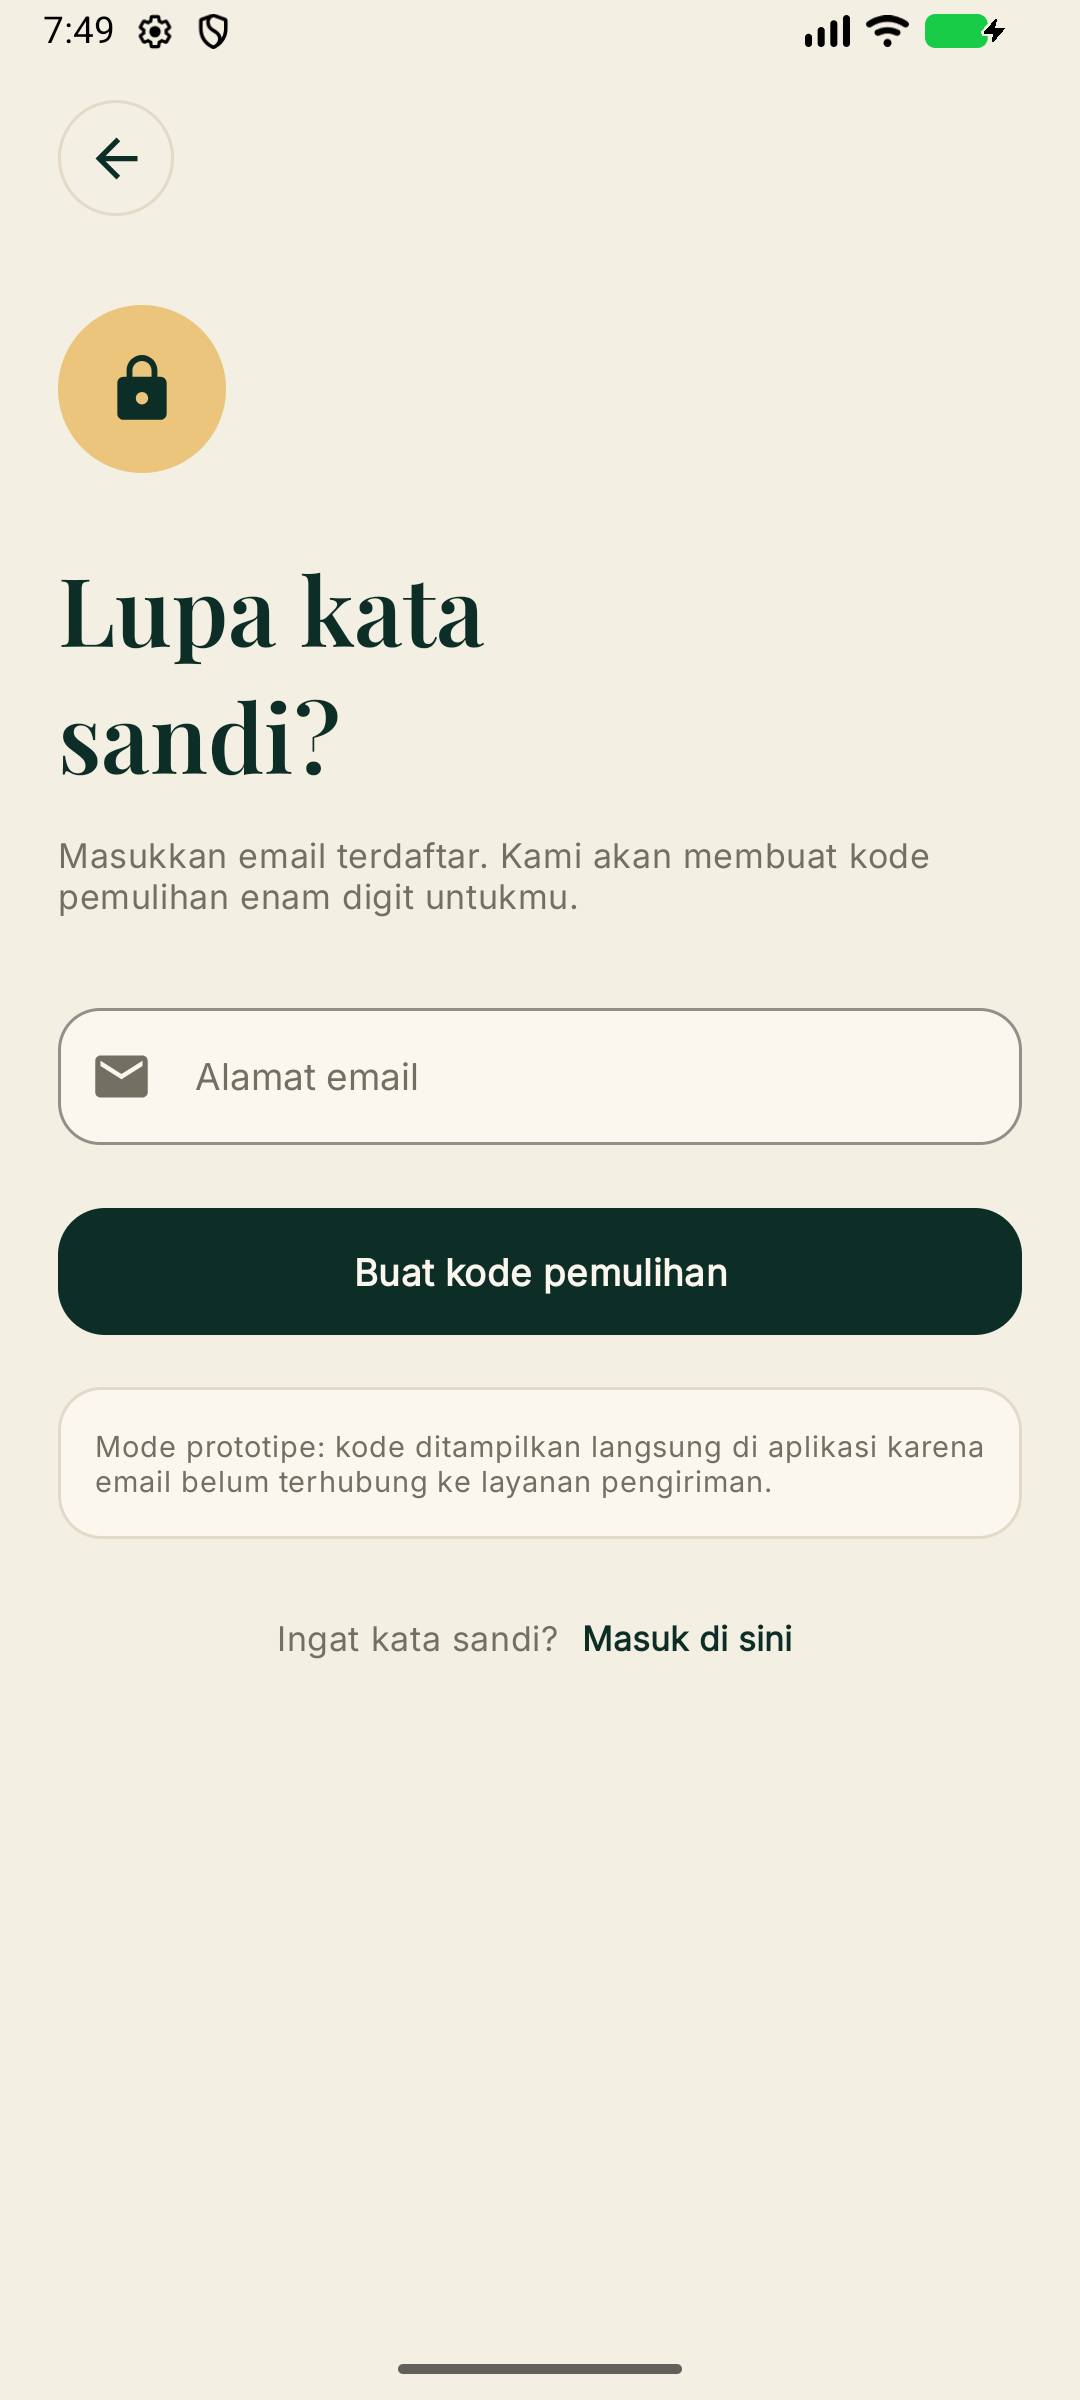 7:49
Lupa kata
sandi?
Masukkan email terdaftar. Kami akan membuat kode
pemulihan enam digit untukmu.
Alamat email
Buat kode pemulihan
Mode prototipe: kode ditampilkan langsung di aplikasi karena
email belum terhubung ke layanan pengiriman.
Ingat kata sandi? Masuk di sini